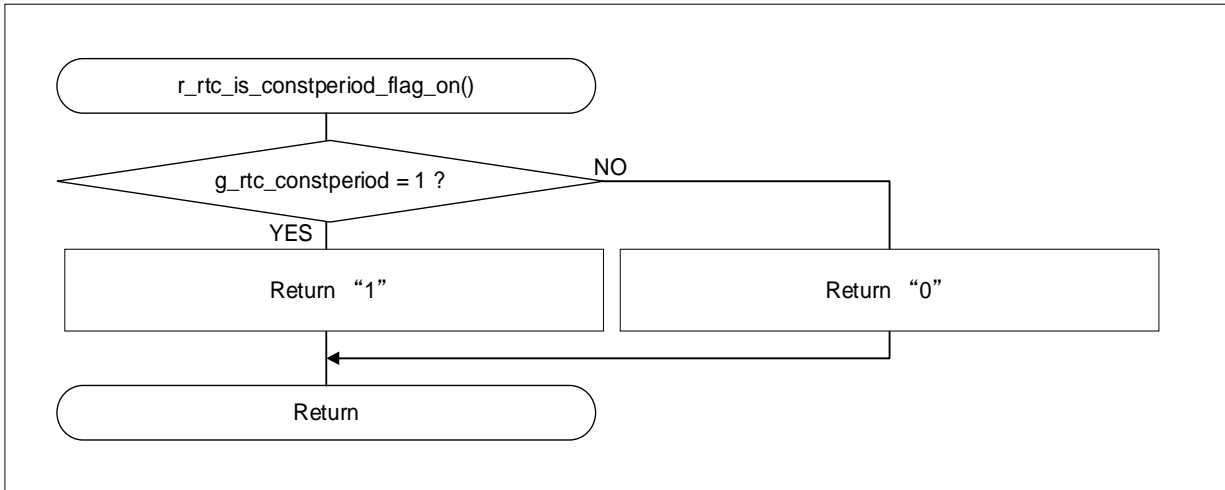 r_rtc_is_constperiod_flag_on()
g_rtc_constperiod = 1 ?
NO
YES
Return “1”
Return “0”
Return